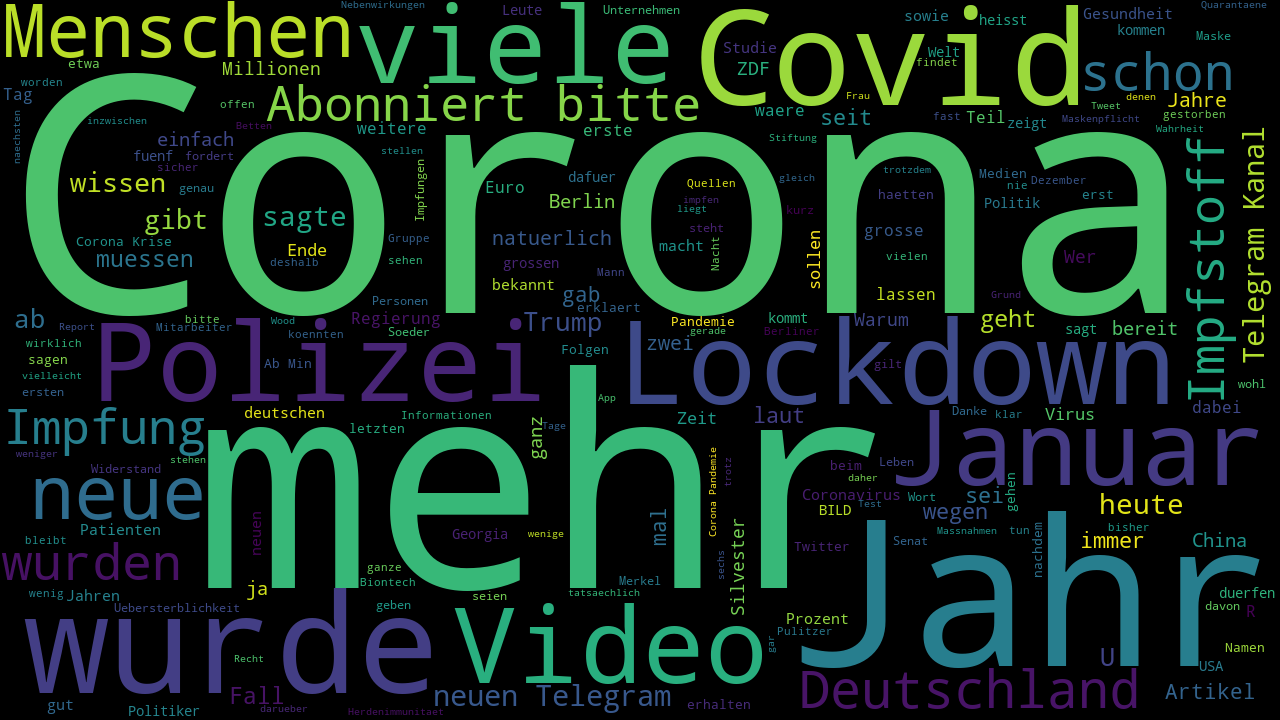 Nebenwirkungen
Leute
Unternehmen
sowie
heisst
Gesundheit
Quarantaene
Menschen
viele
Covid
kommen
Maske
Studie
Welt
findet
etwa
Millionen
ZDF
schon
worden
Tag
offen
Abonniert bitte
Frau
denen
Tweet
Jahre
gestorben
waere
seit
fast
Teil
zeigt
Maskenpflicht
Wahrheit
inzwischen
Betten
weitere
erste
Stiftung
naechsten
einfach
fuenf
fordert
sicher
stellen
Corona
trotzdem
Medien
nie
Dezember
wissen
genau
Impfungen
Euro
dafuer
Quellen
gleich
impfen
haetten
Politik
erst
Berlin
liegt
kurz
gibt
sagte
Gruppe
Corona Krise
Ende
natuerlich
steht
macht
Nacht
grosse
muessen
deshalb
sehen
grossen
sollen
vielen
Wer
Impfstoff
Telegram Kanal
Mann
bekannt
gab
lassen
Grund
Personen
erklaert
ab
Report
bitte
Mitarbeiter
Wood
Regierung
Soeder
koennten
Trump
Pandemie
gerade
kommt
Berliner
Warum
geht
sagt
bereit
wirklich
sagen
vielleicht
ersten
Polizei
Ab Min
Folgen
zwei
Lockdown
gilt
wohl
App
Impfung
deutschen
Informationen
letzten
ganz
Tage
Zeit
laut
Danke
klar
Virus
dabei
weniger
Widerstand
stehen
mehr
Corona Pandemie
trotz
beim
daher
Leben
Januar
neue
Coronavirus
Wort
sei
gehen
heute
BILD
Test
wegen
Patienten
neuen
Georgia
wenige
mal
Silvester
Twitter
Senat
Massnahmen
tun
nachdem
bisher
immer
China
bleibt
wurden
ganze
Biontech
sechs
Merkel
ja
wenig
Jahren
seien
tatsaechlich
Jahr
duerfen
Uebersterblichkeit
geben
Prozent
davon
R
wurde
Video
Pulitzer
gar
Namen
Recht
U
USA
Fall
neuen Telegram
Deutschland
Artikel
gut
Politiker
darueber
Herdenimmunitaet
erhalten